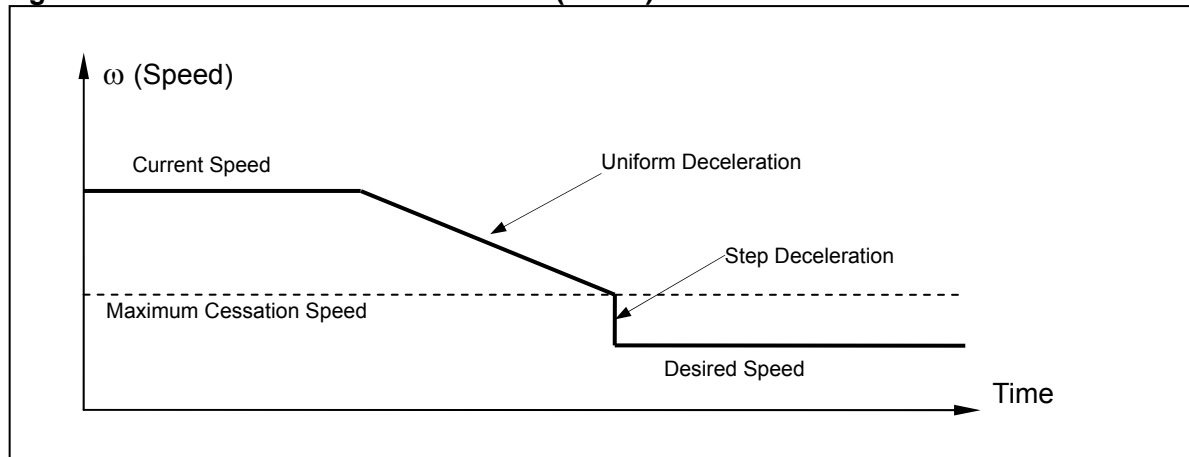 ω (Speed)
Current Speed
Uniform Deceleration
Step Deceleration
Maximum Cessation Speed
Desired Speed
Time